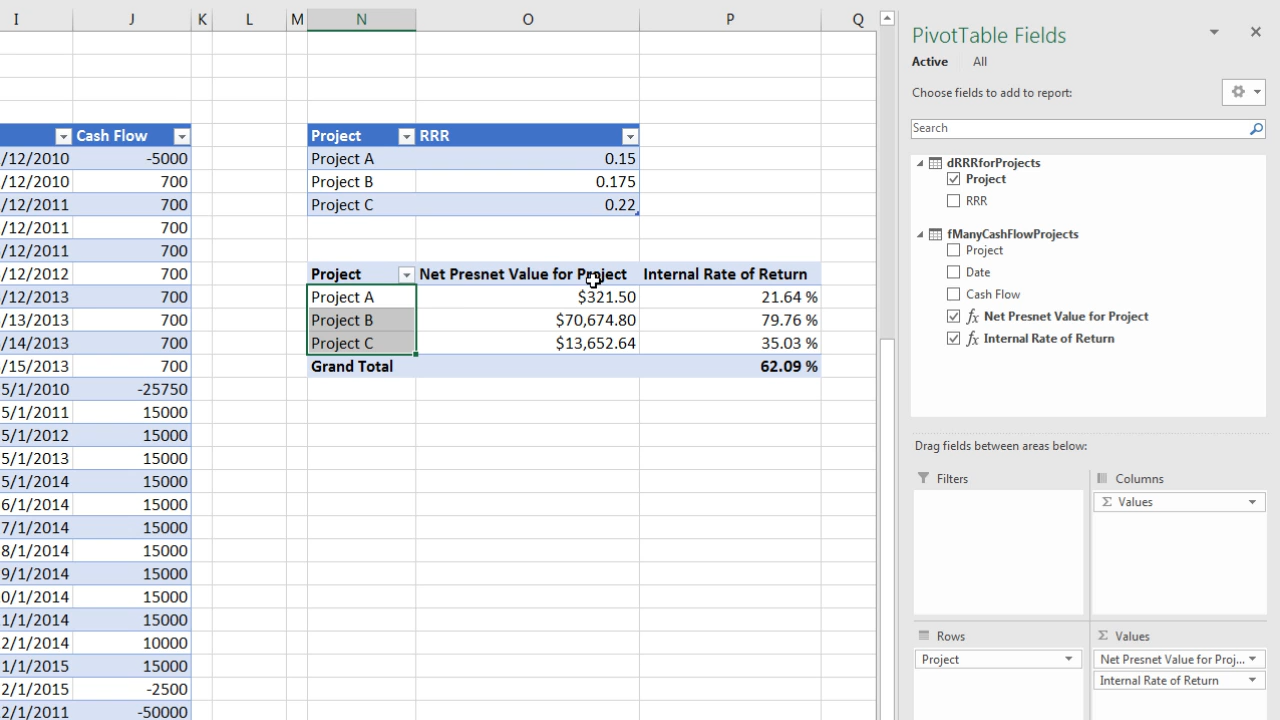 I J K L M N O P Q
Cash Flow
/12/2010 -5000
/12/2010 700
/12/2011 700
/12/2011 700
/12/2011 700
/12/2012 700
/12/2013 700
/13/2013 700
/14/2013 700
/15/2013 700
5/1/2010 -25750
5/1/2011 15000
5/1/2012 15000
5/1/2013 15000
5/1/2014 15000
6/1/2014 15000
7/1/2014 15000
8/1/2014 15000
9/1/2014 15000
0/1/2014 15000
1/1/2014 15000
2/1/2014 10000
1/1/2015 15000
2/1/2015 -2500
2/1/2011 -50000
Project RRR
Project A 0.15
Project B 0.175
Project C 0.22
Project Net Presnet Value for Project Internal Rate of Return
Project A $321.50 21.64 %
Project B $70,674.80 79.76 %
Project C $13,652.64 35.03 %
Grand Total 62.09 %
PivotTable Fields
Active All
Choose fields to add to report:
Search
dRRRforProjects
Project
RRR
fManyCashFlowProjects
Project
Date
Cash Flow
fx Net Presnet Value for Project
fx Internal Rate of Return
Drag fields between areas below:
Filters
Columns
Σ Values
Rows
Project
Σ Values
Net Presnet Value for Proj...
Internal Rate of Return